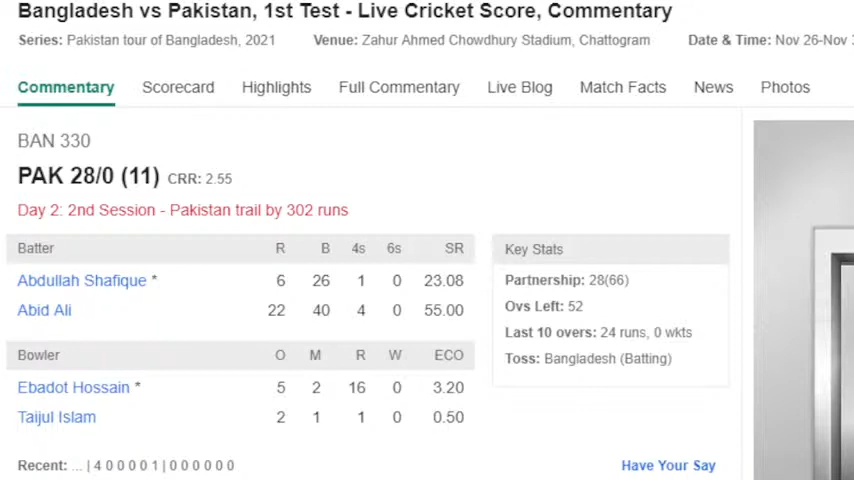 Bangladesh vs Pakistan, 1st Test - Live Cricket Score, Commentary
Series: Pakistan tour of Bangladesh, 2021 Venue: Zahur Ahmed Chowdhury Stadium, Chattogram Date & Time: Nov 26-Nov
Commentary Scorecard Highlights Full Commentary Live Blog Match Facts News Photos
BAN 330
PAK 28/0 (11) CRR: 2.55
Day 2: 2nd Session - Pakistan trail by 302 runs
Batter R B 4s 6s SR
Abdullah Shafique * 6 26 1 0 23.08
Abid Ali 22 40 4 0 55.00
Bowler O M R W ECO
Ebadot Hossain * 5 2 16 0 3.20
Taijul Islam 2 1 1 0 0.50
Recent: ... | 4 0 0 0 0 1 | 0 0 0 0 0 0
Key Stats
Partnership: 28(66)
Ovs Left: 52
Last 10 overs: 24 runs, 0 wkts
Toss: Bangladesh (Batting)
Have Your Say